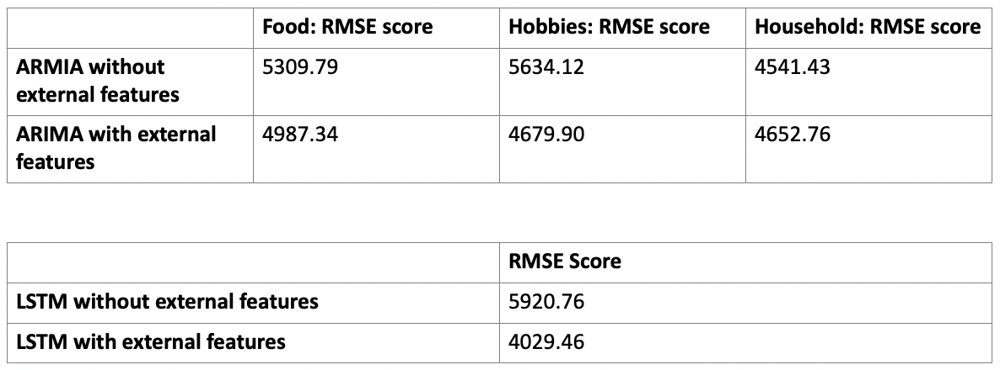 Food: RMSE score Hobbies: RMSE score Household: RMSE score
ARMIA without 5309.79 5634.12 4541.43
external features
ARIMA with external 4987.34 4679.90 4652.76
features
RMSE Score
LSTM without external features 5920.76
LSTM with external features 4029.46